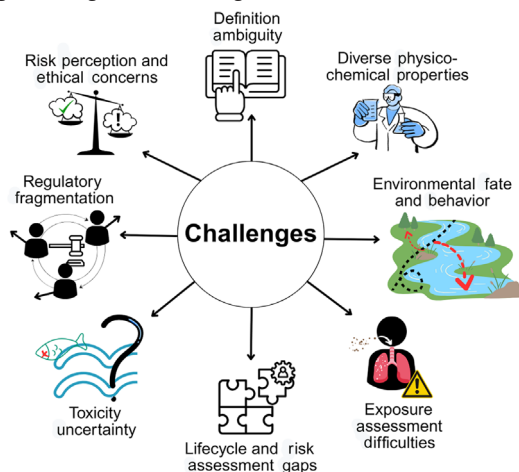 Definition
ambiguity
Risk perception and
ethical concerns
Diverse physico-
chemical properties
Regulatory
fragmentation
Environmental fate
and behavior
Challenges
Toxicity
uncertainty
Lifecycle and risk
assessment gaps
Exposure
assessment
difficulties